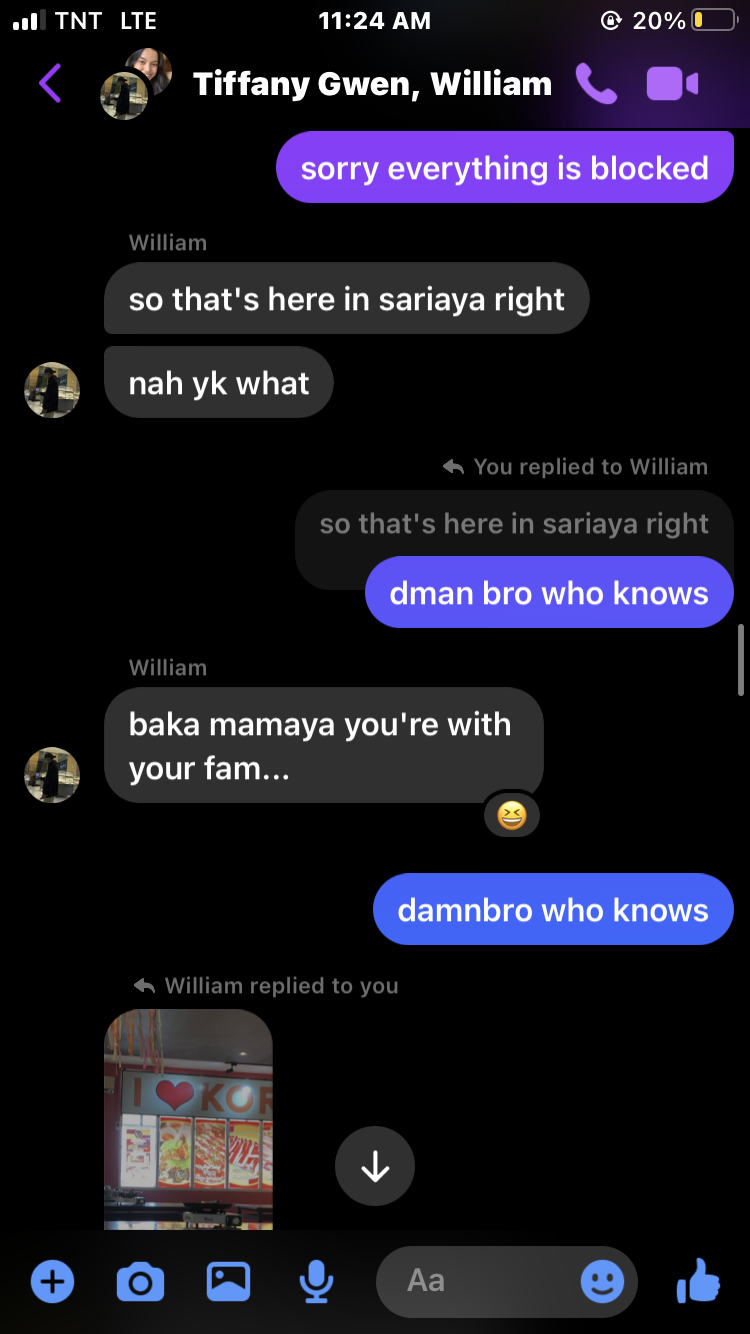 TNT LTE 11:24 AM 20%
Tiffany Gwen, William
sorry everything is blocked
William
so that's here in sariaya right
nah yk what
You replied to William
so that's here in sariaya right
dman bro who knows
William
baka mamaya you're with
your fam...
damnbro who knows
William replied to you
I ❤ KOR
Aa